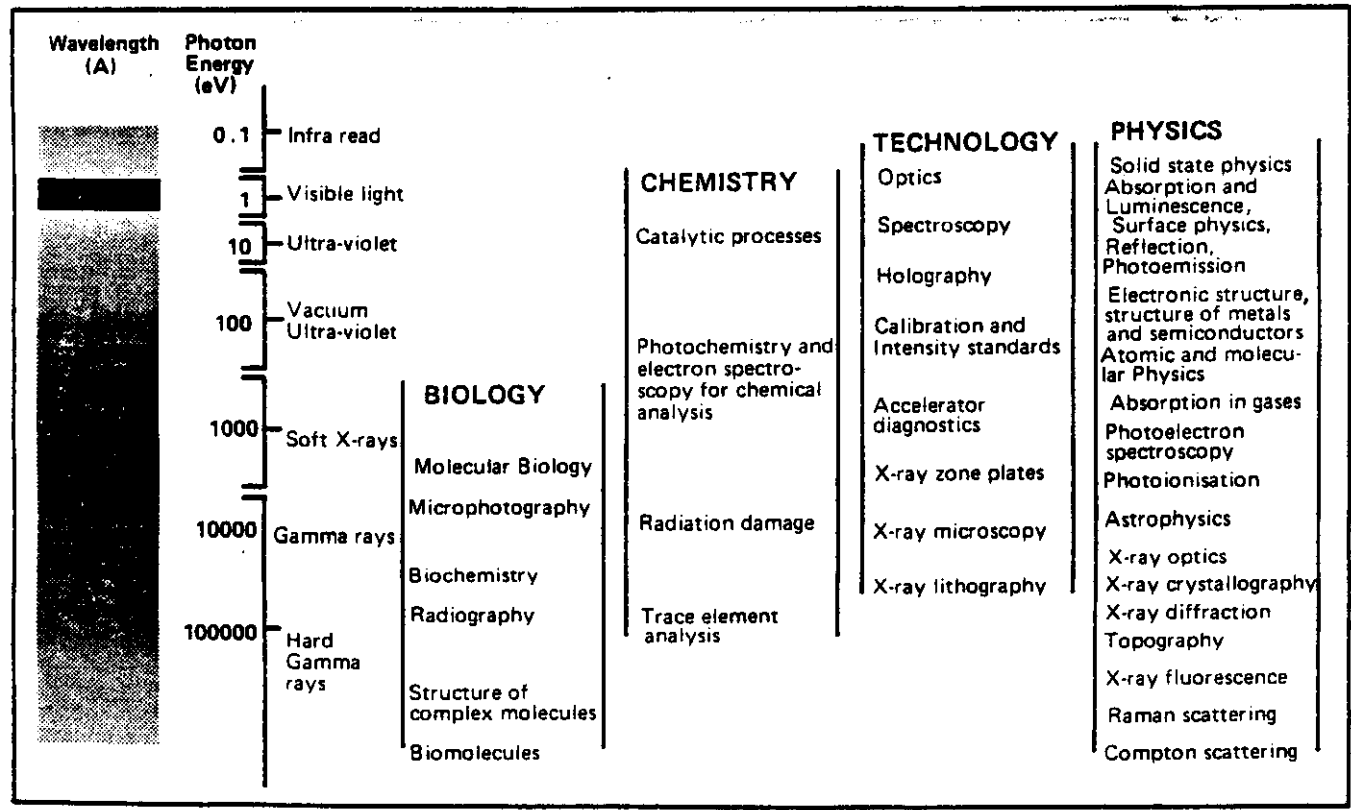 Wavelength
(A)
Photon
Energy
(eV)
0.1
Infra read
1
Visible light
10
Ultra-violet
100
Vacuum
Ultra-violet
1000
Soft X-rays
10000
Gamma rays
100000
Hard
Gamma
rays
BIOLOGY
Molecular Biology
Microphotography
Biochemistry
Radiography
Structure of
complex molecules
Biomolecules
CHEMISTRY
Catalytic processes
Photochemistry and
electron spectro-
scopy for chemical
analysis
Radiation damage
Trace element
analysis
TECHNOLOGY
Optics
Spectroscopy
Holography
Calibration and
Intensity standards
Accelerator
diagnostics
X-ray zone plates
X-ray microscopy
X-ray lithography
PHYSICS
Solid state physics
Absorption and
Luminescence,
Surface physics,
Reflection,
Photoemission
Electronic structure,
structure of metals
and semiconductors
Atomic and molecu-
lar Physics
Absorption in gases
Photoelectron
spectroscopy
Photoionisation
Astrophysics
X-ray optics
X-ray crystallography
X-ray diffraction
Topography
X-ray fluorescence
Raman scattering
Compton scattering